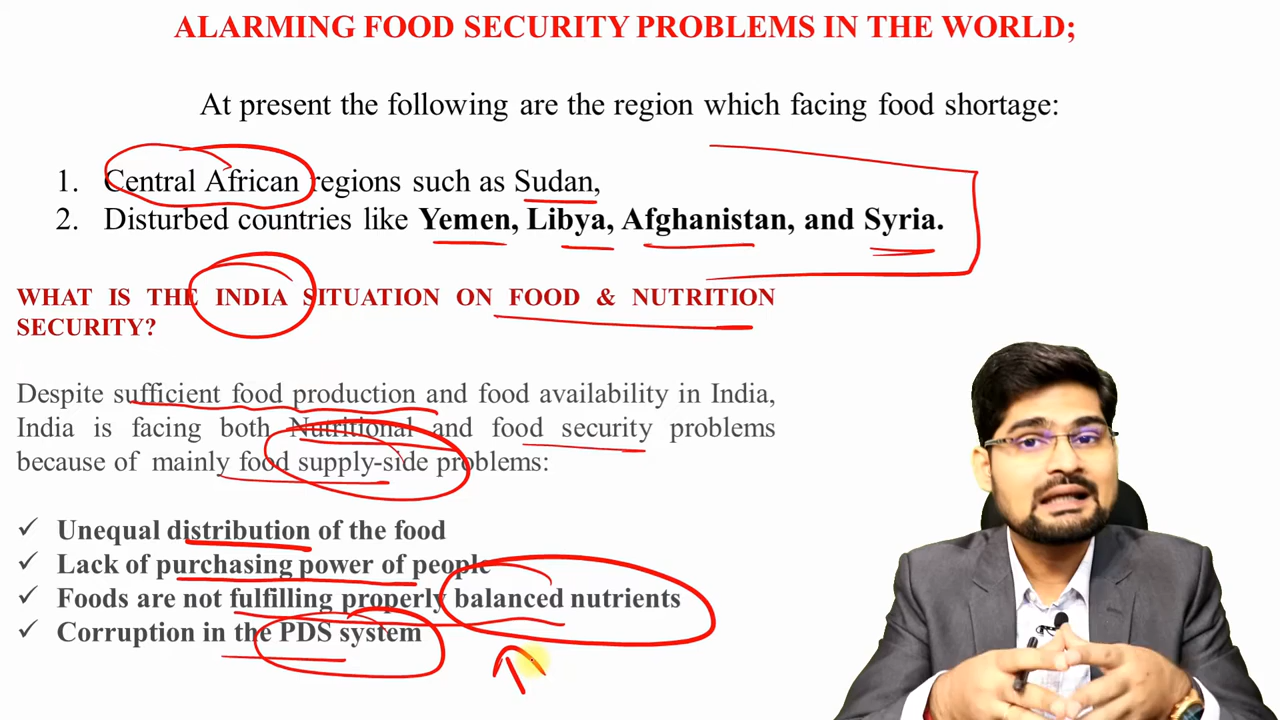 ALARMING FOOD SECURITY PROBLEMS IN THE WORLD;
At present the following are the region which facing food shortage:
1. Central African regions such as Sudan,
2. Disturbed countries like Yemen, Libya, Afghanistan, and Syria.
WHAT IS THE INDIA SITUATION ON FOOD & NUTRITION
SECURITY?
Despite sufficient food production and food availability in India,
India is facing both Nutritional and food security problems
because of mainly food supply-side problems:
✓ Unequal distribution of the food
✓ Lack of purchasing power of people
✓ Foods are not fulfilling properly balanced nutrients
✓ Corruption in the PDS system